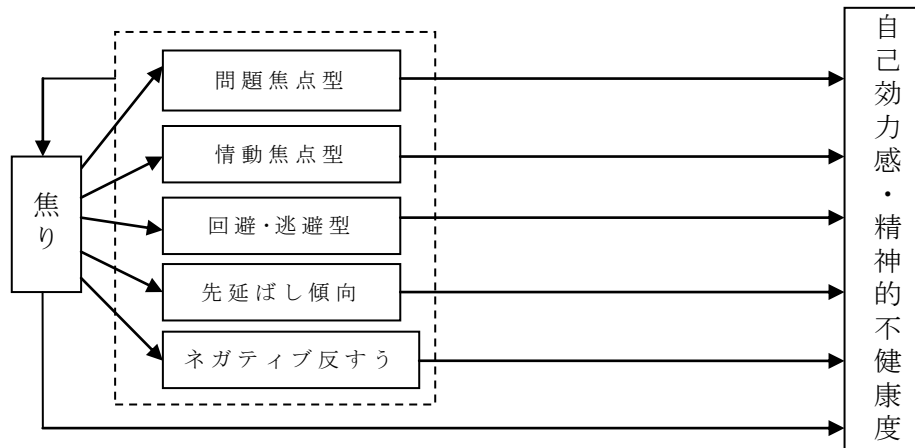 焦り
問題焦点型
情動焦点型
回避・逃避型
先延ばし傾向
ネガティブ反すう
自己効力感・精神的不健康度